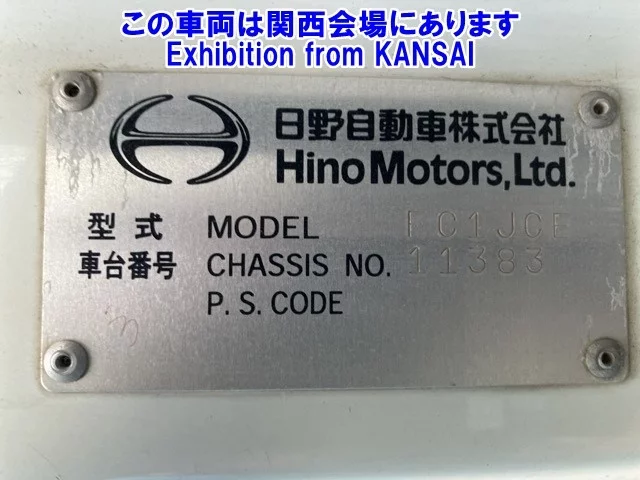 この車両は関西会場にあります
Exhibition from KANSAI
日野自動車株式会社
Hino Motors, Ltd.
型式 MODEL
車台番号 CHASSIS NO. 11383
P. S. CODE